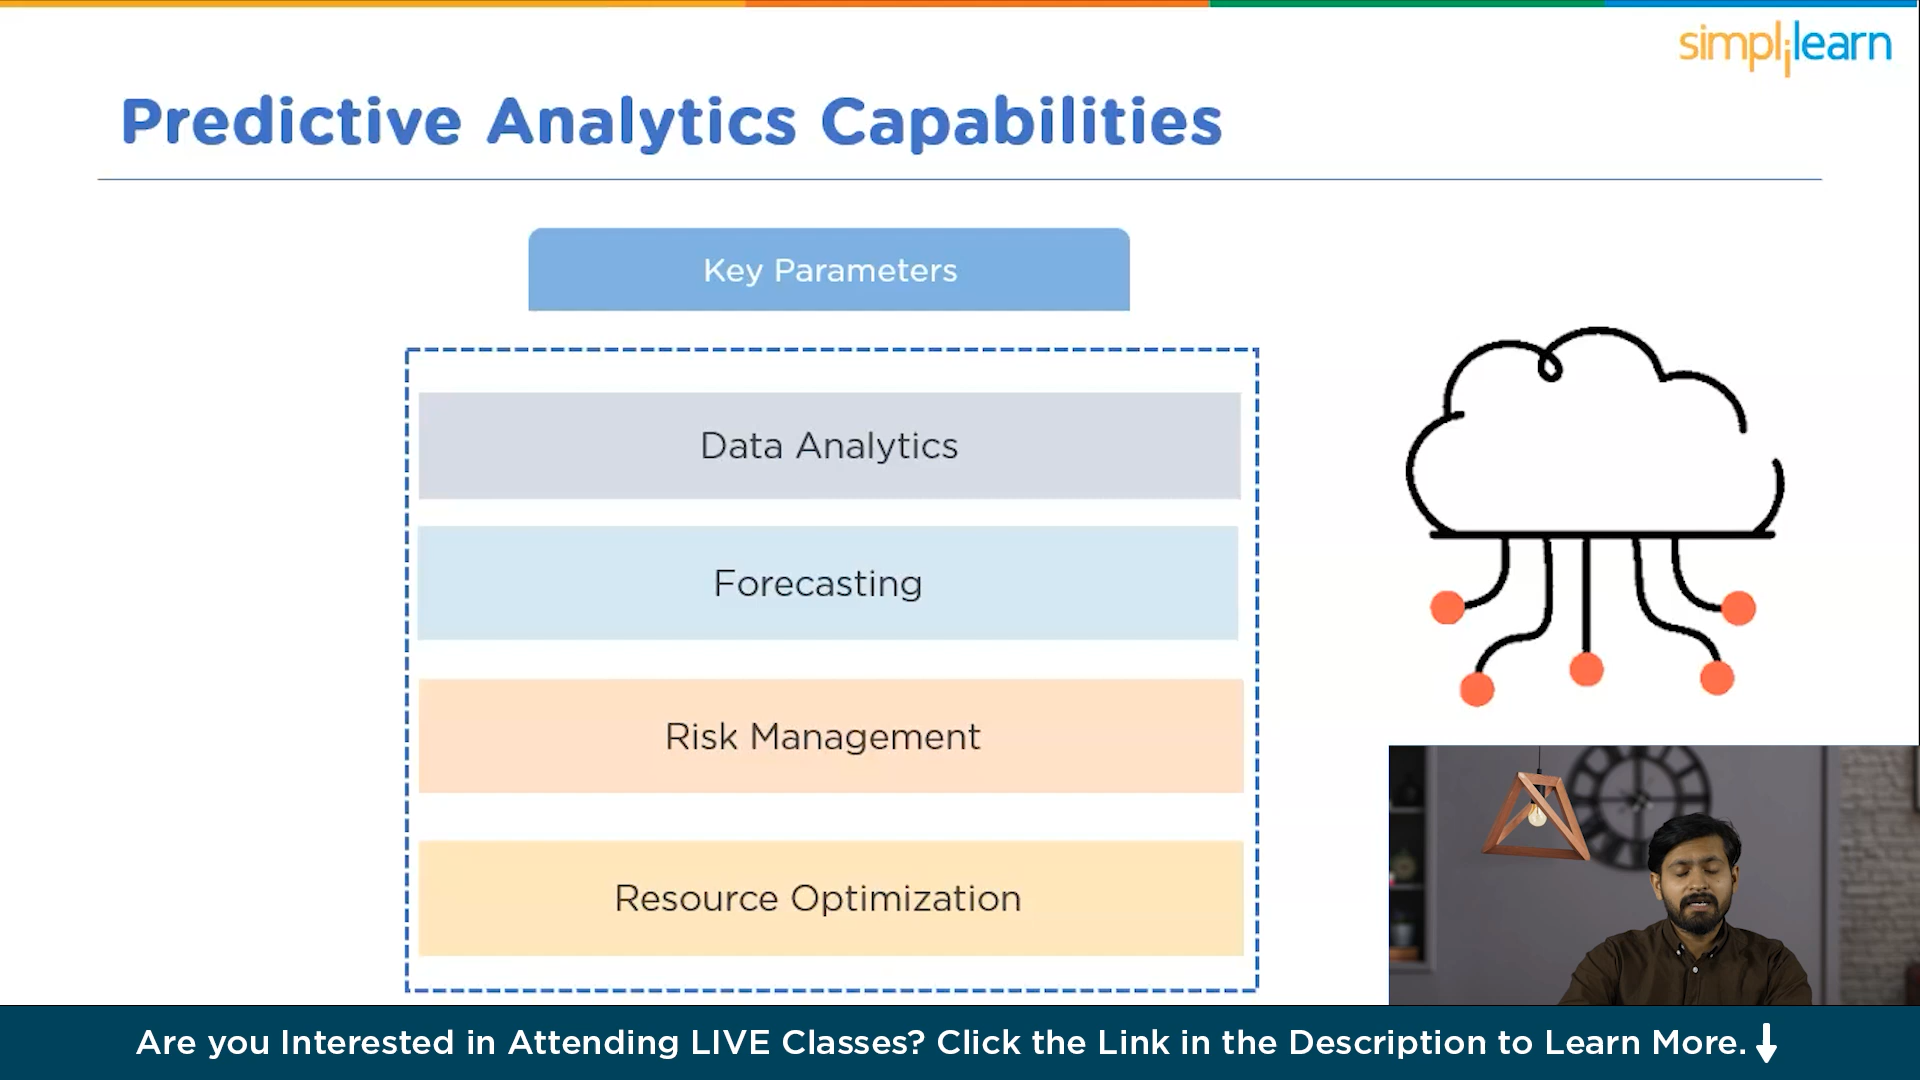 simplilearn
Predictive Analytics Capabilities
Key Parameters
Data Analytics
Forecasting
Risk Management
Resource Optimization
Are you Interested in Attending LIVE Classes? Click the Link in the Description to Learn More.